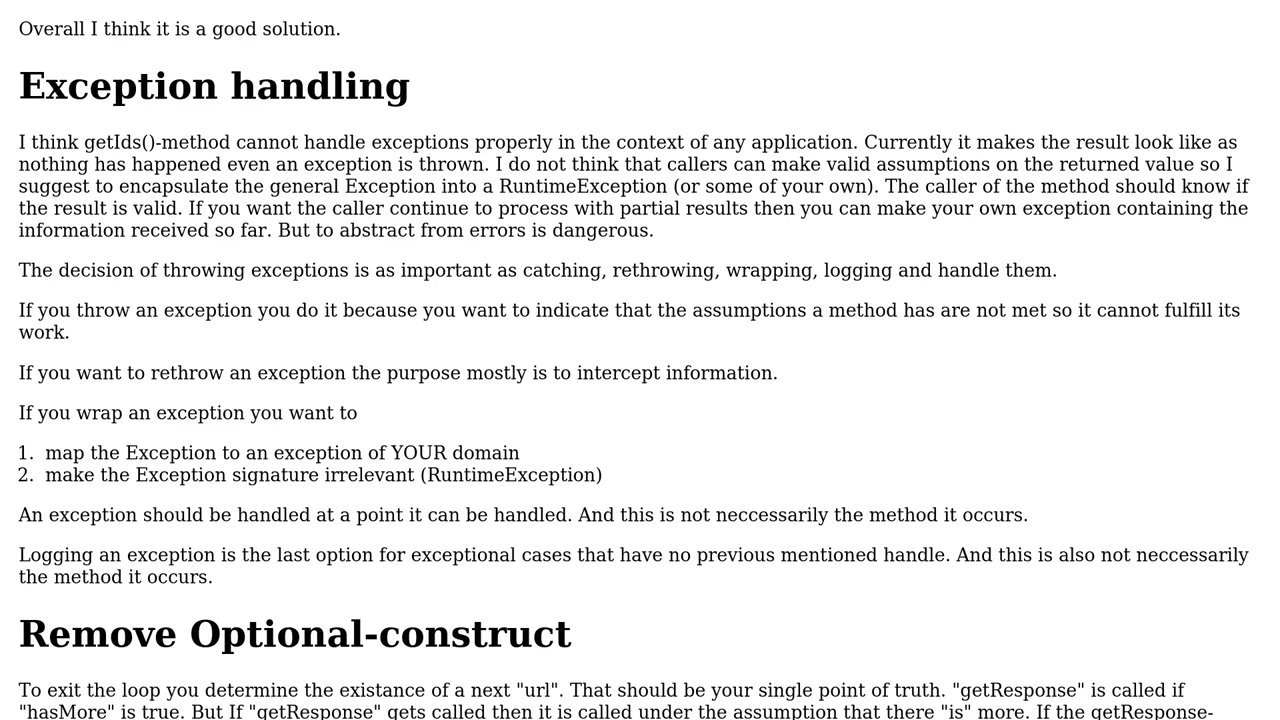 Overall I think it is a good solution.
Exception handling
I think getIds()-method cannot handle exceptions properly in the context of any application. Currently it makes the result look like as
nothing has happened even an exception is thrown. I do not think that callers can make valid assumptions on the returned value so I
suggest to encapsulate the general Exception into a RuntimeException (or some of your own). The caller of the method should know if
the result is valid. If you want the caller continue to process with partial results then you can make your own exception containing the
information received so far. But to abstract from errors is dangerous.
The decision of throwing exceptions is as important as catching, rethrowing, wrapping, logging and handle them.
If you throw an exception you do it because you want to indicate that the assumptions a method has are not met so it cannot fulfill its
work.
If you want to rethrow an exception the purpose mostly is to intercept information.
If you wrap an exception you want to
1. map the Exception to an exception of YOUR domain
2. make the Exception signature irrelevant (RuntimeException)
An exception should be handled at a point it can be handled. And this is not neccessarily the method it occurs.
Logging an exception is the last option for exceptional cases that have no previous mentioned handle. And this is also not neccessarily
the method it occurs.
Remove Optional-construct
To exit the loop you determine the existance of a next "url". That should be your single point of truth. "getResponse" is called if
"hasMore" is true. But If "getResponse" gets called then it is called under the assumption that there "is" more. If the getResponse-